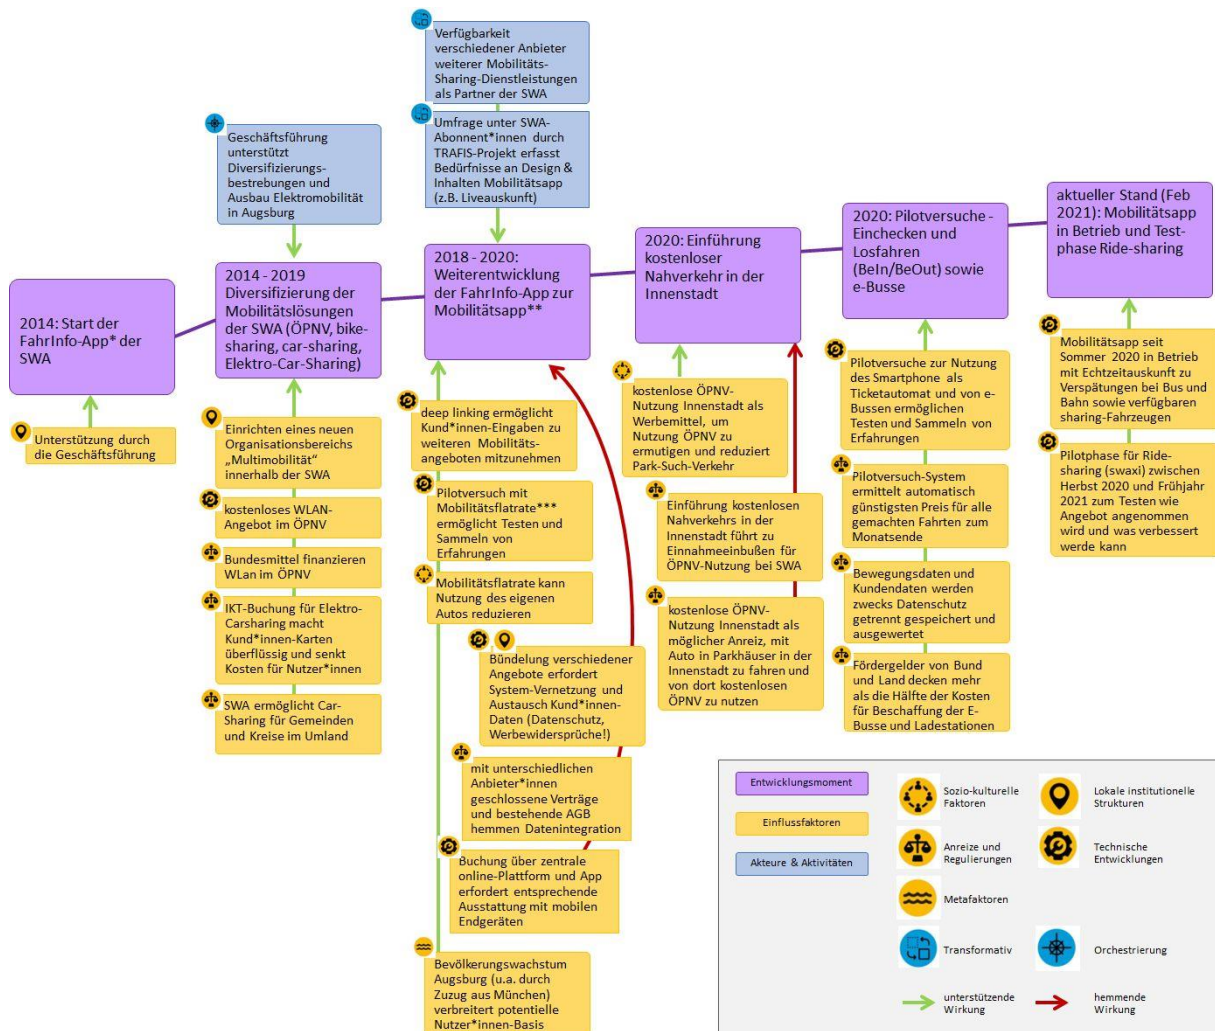 Verfügbarkeit
verschiedener Anbieter
weiterer Mobilitäts-
Sharing-Dienstleistungen
als Partner der SWA
Umfrage unter SWA-
Abonnent*innen durch
TRAFIS-Projekt erfasst
Bedürfnisse an Design &
Inhalten Mobilitätsapp
(z.B. Liveauskunft)
Geschäftsführung
unterstützt
Diversifizierungs-
bestrebungen und
Ausbau Elektromobilität
in Augsburg
2014: Start der
FahrInfo-App* der
SWA
Unterstützung durch
die Geschäftsführung
2014 - 2019
Diversifizierung der
Mobilitätslösungen
der SWA (ÖPNV, bike-
sharing, car-sharing,
Elektro-Car-Sharing)
Einrichten eines neuen
Organisationsbereichs
„Multimobilität“
innerhalb der SWA
kostenloses WLAN-
Angebot im ÖPNV
Bundesmittel finanzieren
WLan im ÖPNV
IKT-Buchung für Elektro-
Carsharing macht
Kund*innen-Karten
überflüssig und senkt
Kosten für Nutzer*innen
SWA ermöglicht Car-
Sharing für Gemeinden
und Kreise im Umland
2018 - 2020:
Weiterentwicklung
der FahrInfo-App zur
Mobilitätsapp**
deep linking ermöglicht
Kund*innen-Eingaben zu
weiteren Mobilitäts-
angeboten mitzunehmen
Pilotversuch mit
Mobilitätsflatrate***
ermöglicht Testen und
Sammeln von
Erfahrungen
Mobilitätsflatrate kann
Nutzung des eigenen
Autos reduzieren
Bündelung verschiedener
Angebote erfordert
System-Vernetzung und
Austausch Kund*innen-
Daten (Datenschutz,
Werbewidersprüche!)
mit unterschiedlichen
Anbieter*innen
geschlossene Verträge
und bestehende AGB
hemmen Datenintegration
Buchung über zentrale
online-Plattform und App
erfordert entsprechende
Ausstattung mit mobilen
Endgeräten
Bevölkerungswachstum
Augsburg (u.a. durch
Zuzug aus München)
verbreitert potentielle
Nutzer*innen-Basis
2020: Einführung
kostenloser
Nahverkehr in der
Innenstadt
kostenlose ÖPNV-
Nutzung Innenstadt als
Werbemittel, um
Nutzung ÖPNV zu
ermutigen und reduziert
Park-Such-Verkehr
Einführung kostenlosen
Nahverkehrs in der
Innenstadt führt zu
Einnahmeeinbußen für
ÖPNV-Nutzung bei SWA
kostenlose ÖPNV-
Nutzung Innenstadt als
möglicher Anreiz, mit
Auto in Parkhäuser in der
Innenstadt zu fahren und
von dort kostenlosen
ÖPNV zu nutzen
2020: Pilotversuche -
Einchecken und
Losfahren
(BeIn/BeOut) sowie
e-Busse
Pilotversuche zur Nutzung
des Smartphone als
Ticketautomat und von e-
Bussen ermöglichen
Testen und Sammeln von
Erfahrungen
Pilotversuch-System
ermittelt automatisch
günstigsten Preis für alle
gemachten Fahrten zum
Monatsende
Bewegungsdaten und
Kundendaten werden
zwecks Datenschutz
getrennt gespeichert und
ausgewertet
Fördergelder von Bund
und Land decken mehr
als die Hälfte der Kosten
für Beschaffung der E-
Busse und Ladestationen
aktueller Stand (Feb
2021): Mobilitätsapp
in Betrieb und Test-
phase Ride-sharing
Mobilitätsapp seit
Sommer 2020 in Betrieb
mit Echtzeitauskunft zu
Verspätungen bei Bus und
Bahn sowie verfügbaren
sharing-Fahrzeugen
Pilotphase für Ride-
sharing (swaxi) zwischen
Herbst 2020 und Frühjahr
2021 zum Testen wie
Angebot angenommen
wird und was verbessert
werde kann
Entwicklungsmoment
Einflussfaktoren
Akteure & Aktivitäten
Sozio-kulturelle
Faktoren
Lokale institutionelle
Strukturen
Anreize und
Regulierungen
Technische
Entwicklungen
Metafaktoren
Transformativ
Orchestrierung
unterstützende
Wirkung
hemmende
Wirkung